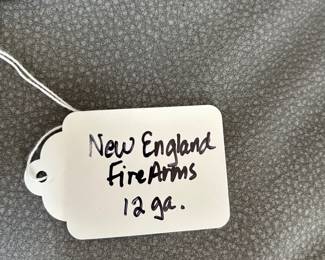 New England
FireArms
12 ga.